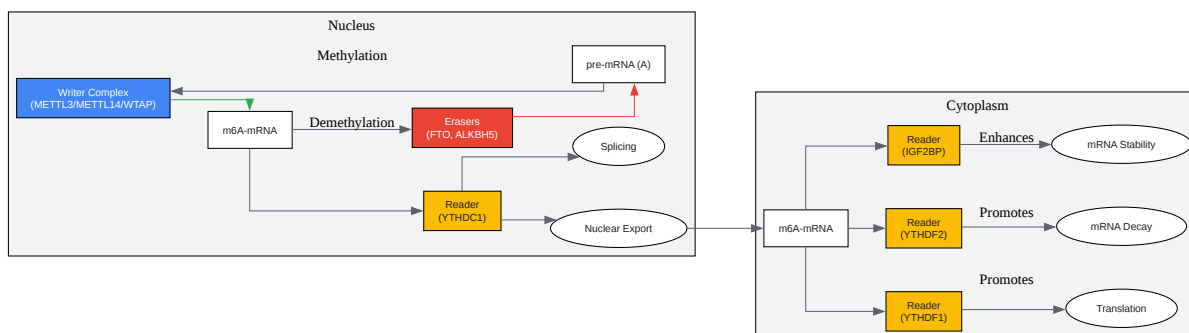 Nucleus
Methylation
pre-mRNA (A)
Writer Complex
(METTL3/METTL14/WTAP)
m6A-mRNA
Demethylation
Erasers
(FTO, ALKBH5)
Splicing
Reader
(YTHDC1)
Nuclear Export
Cytoplasm
Reader
(IGF2BP)
Enhances
mRNA Stability
m6A-mRNA
Reader
(YTHDF2)
Promotes
mRNA Decay
Reader
(YTHDF1)
Promotes
Translation